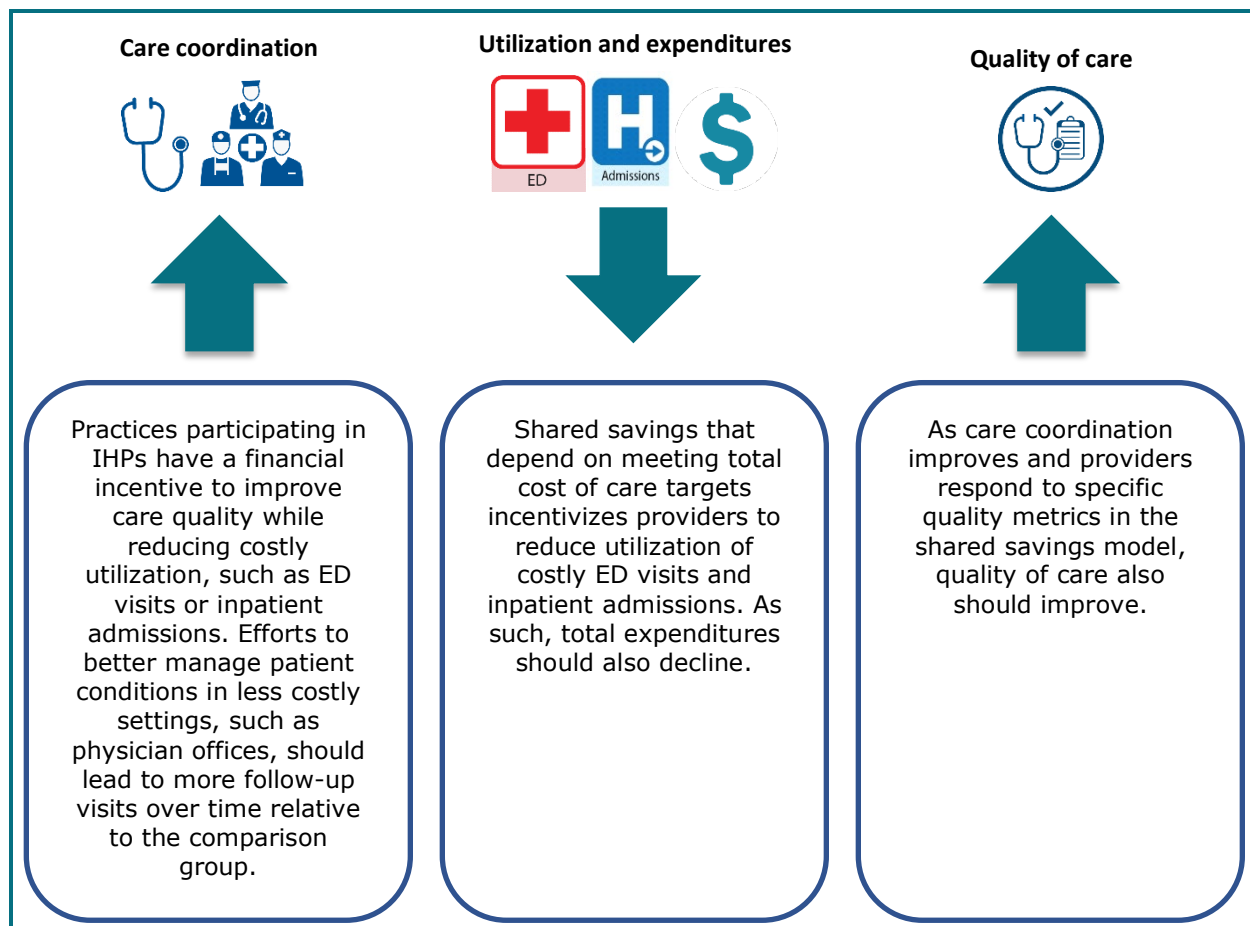 Care coordination
Utilization and expenditures
Quality of care
ED
H
Admissions
$
Practices participating in
IHPs have a financial
incentive to improve
care quality while
reducing costly
utilization, such as ED
visits or inpatient
admissions. Efforts to
better manage patient
conditions in less costly
settings, such as
physician offices, should
lead to more follow-up
visits over time relative
to the comparison
group.
Shared savings that
depend on meeting total
cost of care targets
incentivizes providers to
reduce utilization of
costly ED visits and
inpatient admissions. As
such, total expenditures
should also decline.
As care coordination
improves and providers
respond to specific
quality metrics in the
shared savings model,
quality of care also
should improve.